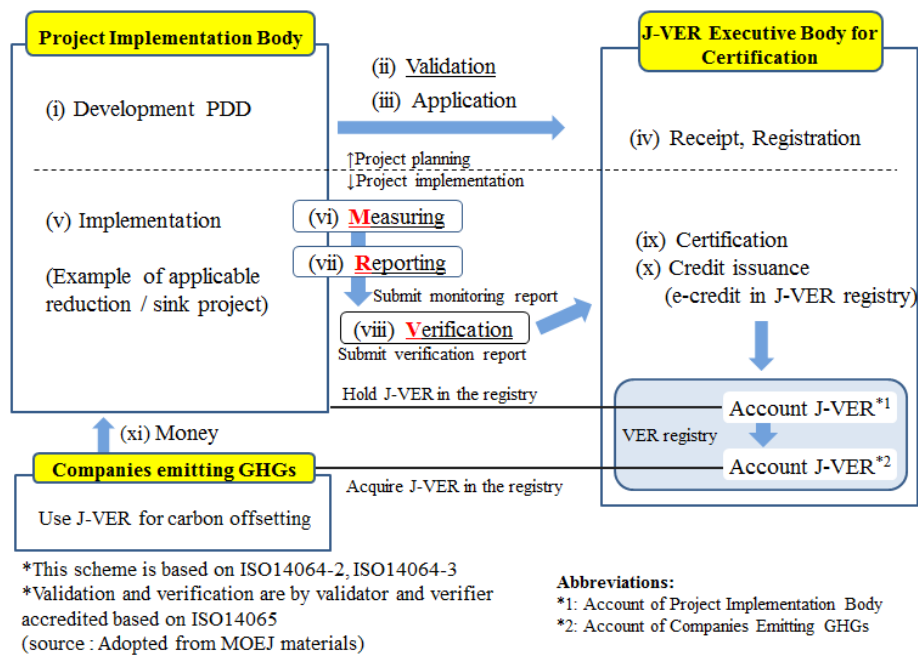 Project Implementation Body
J-VER Executive Body for
Certification
(i) Development PDD
(ii) Validation
(iii) Application
(iv) Receipt, Registration
↑Project planning
↓Project implementation
(v) Implementation
(Example of applicable
reduction / sink project)
(vi) Measuring
(vii) Reporting
Submit monitoring report
(viii) Verification
Submit verification report
(ix) Certification
(x) Credit issuance
(e-credit in J-VER registry)
Hold J-VER in the registry
Account J-VER*1
VER registry
Account J-VER*2
(xi) Money
Companies emitting GHGs
Acquire J-VER in the registry
Use J-VER for carbon offsetting
*This scheme is based on ISO14064-2, ISO14064-3
*Validation and verification are by validator and verifier
accredited based on ISO14065
(source : Adopted from MOEJ materials)
Abbreviations:
*1: Account of Project Implementation Body
*2: Account of Companies Emitting GHGs